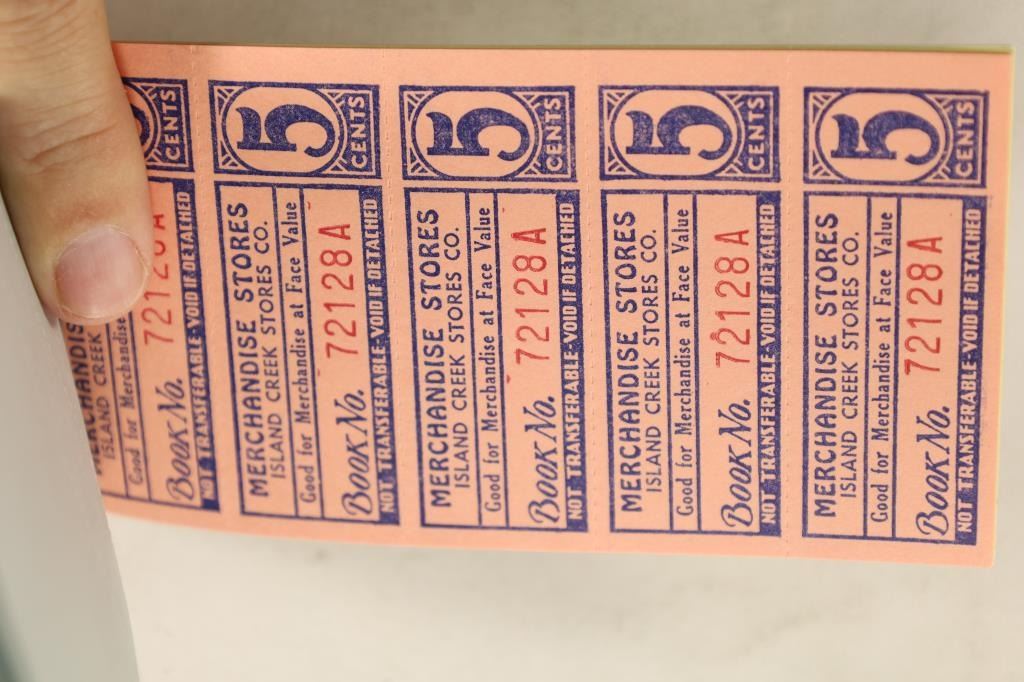 CENTS
MERCHANDIS
ISLAND CREEK
Good for Merchandise
Book No. 72128A
NOT TRANSFERABLE-VOID IF DETACHED
5 CENTS
MERCHANDISE STORES
ISLAND CREEK STORES CO.
Good for Merchandise at Face Value
Book No. 72128A
NOT TRANSFERABLE-VOID IF DETACHED
5 CENTS
MERCHANDISE STORES
ISLAND CREEK STORES CO.
Good for Merchandise at Face Value
Book No. 72128A
NOT TRANSFERABLE-VOID IF DETACHED
5 CENTS
MERCHANDISE STORES
ISLAND CREEK STORES CO.
Good for Merchandise at Face Value
Book No. 72128A
NOT TRANSFERABLE-VOID IF DETACHED
5 CENTS
MERCHANDISE STORES
ISLAND CREEK STORES CO.
Good for Merchandise at Face Value
Book No. 72128A
NOT TRANSFERABLE-VOID IF DETACHED